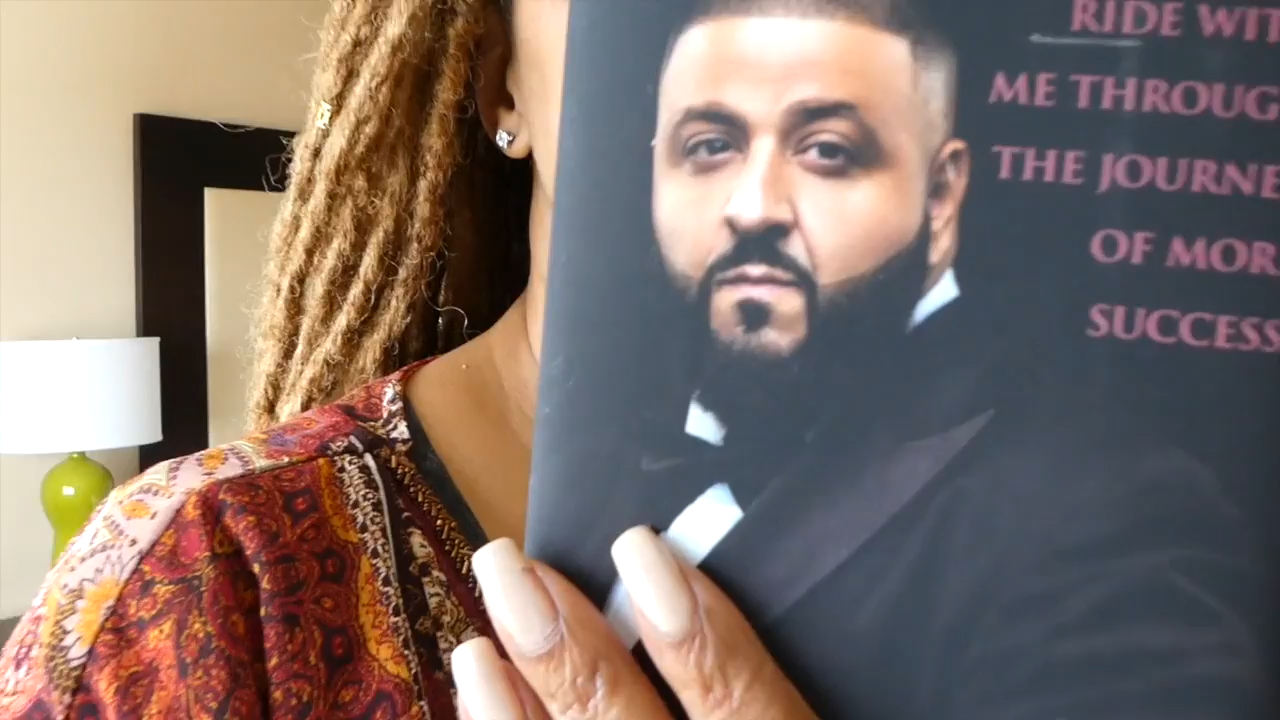 RIDE WIT
ME THROUG
THE JOURNE
OF MOR
SUCCESS